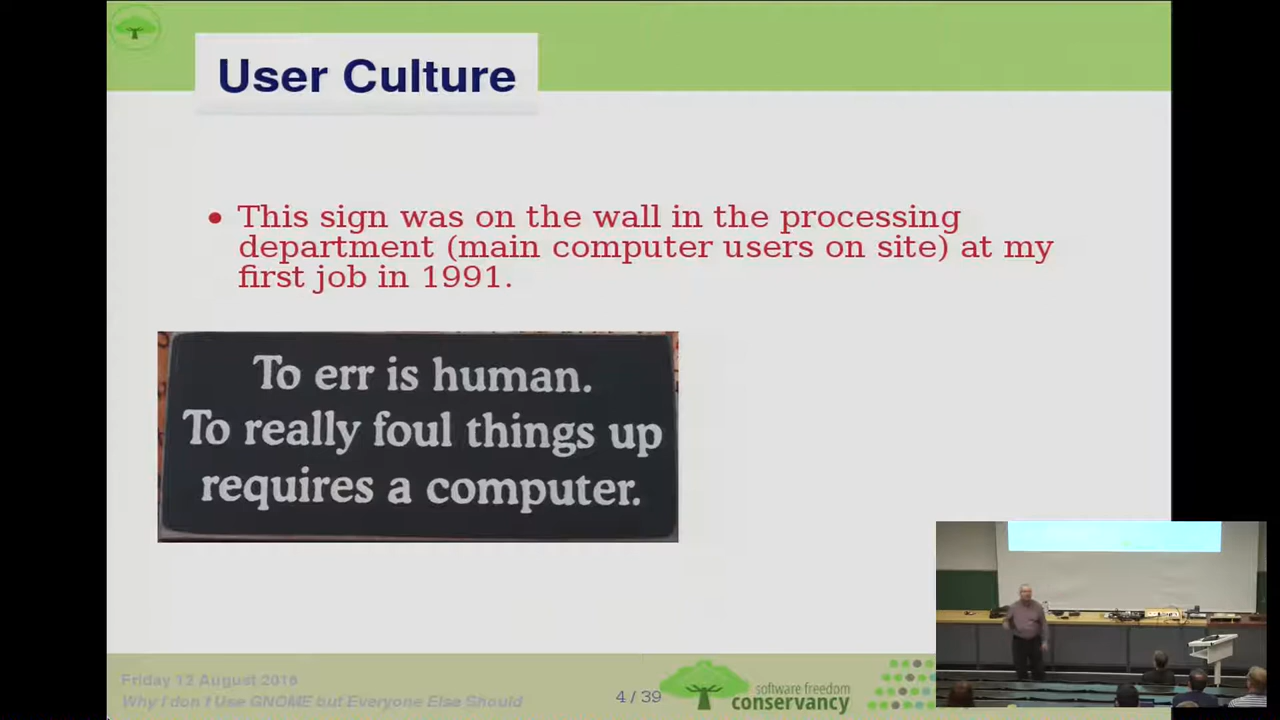 User Culture
• This sign was on the wall in the processing
department (main computer users on site) at my
first job in 1991.
To err is human.
To really foul things up
requires a computer.
Friday 12 August 2016
Why I don't Use GNOME but Everyone Else Should
4 / 39
software freedom
conservancy